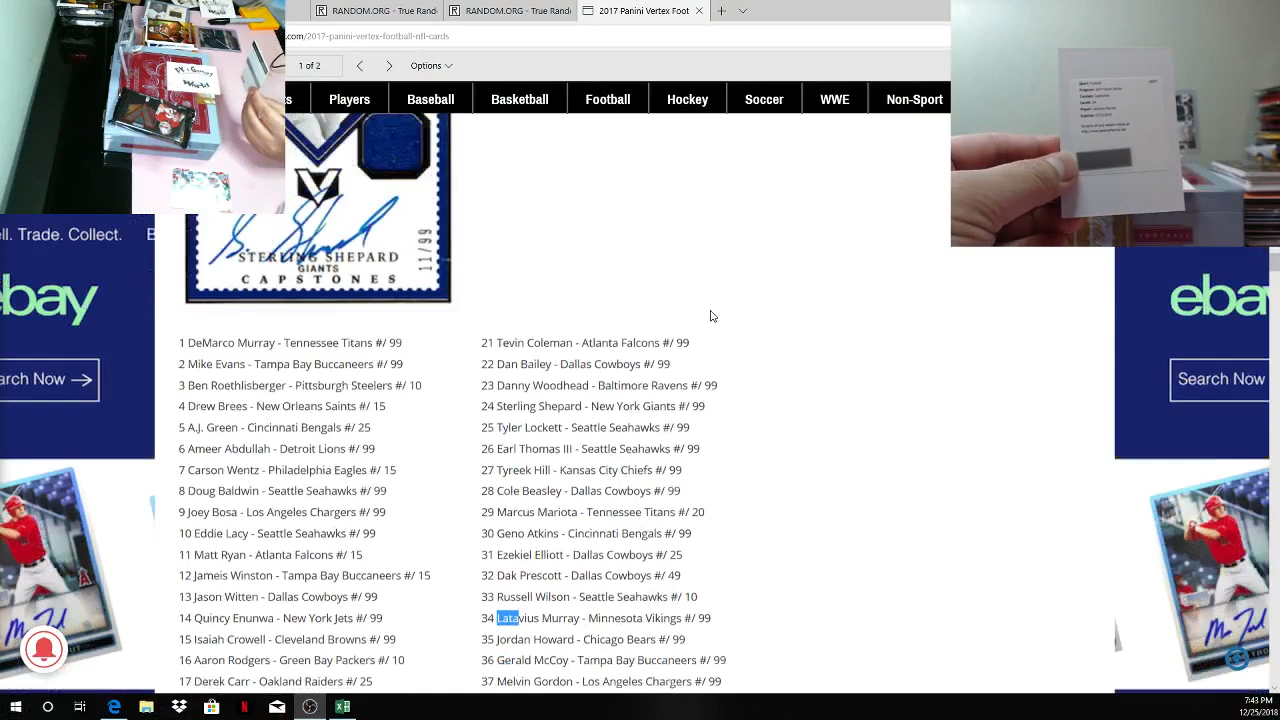 RANDOM.ORG - True Rand
RANDOM.ORG - True Rand
2017 Panini Vertex Foot
.com/2017-panini-vertex-football-nfl-cards
1 of 2
Options
Players
Baseball
Basketball
Football
Hockey
Soccer
WWE
Non-Sport
STERLING SHEPARD
GIANTS
CAPSTONES
11/99
ll. Trade. Collect.
ebay
arch Now
ebay
Search Now
1 DeMarco Murray - Tennessee Titans #/ 99
2 Mike Evans - Tampa Bay Buccaneers #/ 99
3 Ben Roethlisberger - Pittsburgh Steelers #/ 10
4 Drew Brees - New Orleans Saints #/ 15
5 A.J. Green - Cincinnati Bengals #/ 25
6 Ameer Abdullah - Detroit Lions #/ 99
7 Carson Wentz - Philadelphia Eagles #/ 15
8 Doug Baldwin - Seattle Seahawks #/ 99
9 Joey Bosa - Los Angeles Chargers #/ 99
10 Eddie Lacy - Seattle Seahawks #/ 99
11 Matt Ryan - Atlanta Falcons #/ 15
12 Jameis Winston - Tampa Bay Buccaneers #/ 15
13 Jason Witten - Dallas Cowboys #/ 99
14 Quincy Enunwa - New York Jets #/ 99
15 Isaiah Crowell - Cleveland Browns #/ 99
16 Aaron Rodgers - Green Bay Packers #/ 10
17 Derek Carr - Oakland Raiders #/ 25
21 Tevin Coleman - Atlanta Falcons #/ 99
22 Dan Bailey - Dallas Cowboys #/ 99
23 Danny Woodhead - Baltimore Ravens #/ 99
24 Sterling Shepard - New York Giants #/ 99
25 Tyler Lockett - Seattle Seahawks #/ 99
26 Earl Thomas III - Seattle Seahawks #/ 99
27 Tyreek Hill - Kansas City Chiefs #/ 99
28 Cole Beasley - Dallas Cowboys #/ 99
29 Marcus Mariota - Tennessee Titans #/ 20
30 Geno Atkins - Cincinnati Bengals #/ 99
31 Ezekiel Elliott - Dallas Cowboys #/ 25
32 Dak Prescott - Dallas Cowboys #/ 49
33 Russell Wilson - Seattle Seahawks #/ 10
34 Latavius Murray - Minnesota Vikings #/ 99
35 Jordan Howard - Chicago Bears #/ 99
36 Gerald McCoy - Tampa Bay Buccaneers #/ 99
37 Melvin Gordon - Los Angeles Chargers #/ 99
7:43 PM
12/25/2018